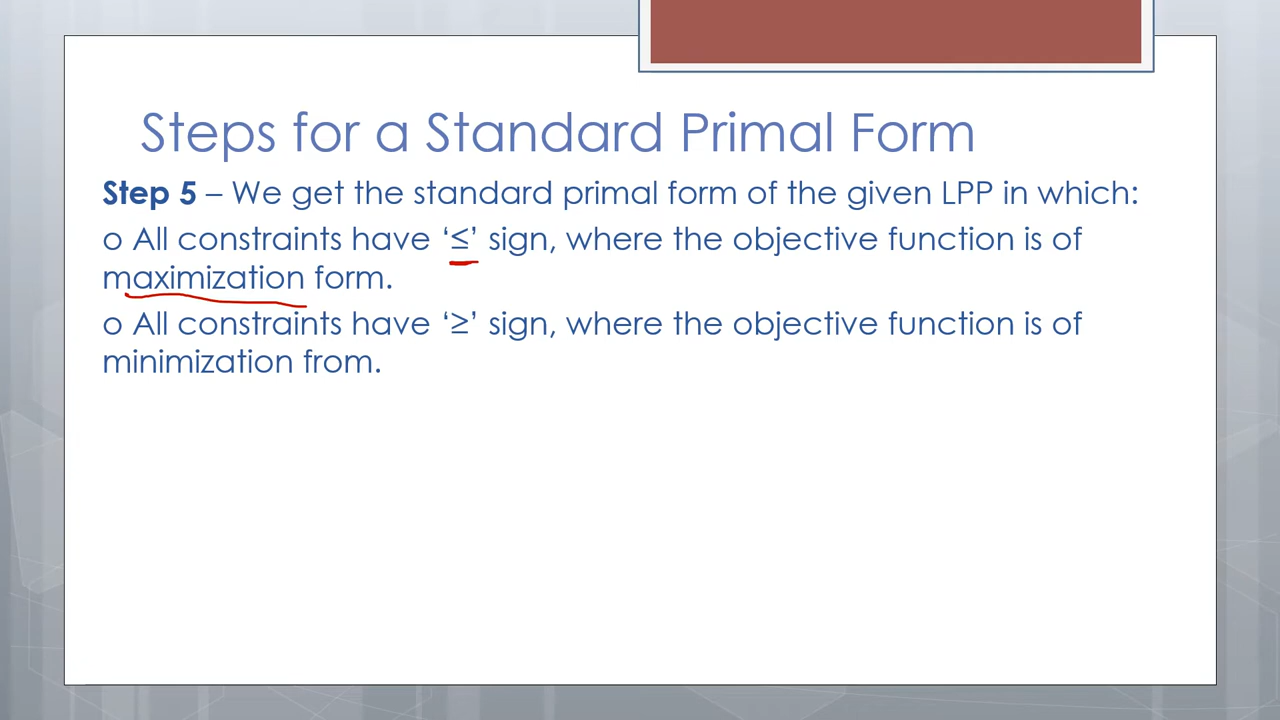 Steps for a Standard Primal Form
Step 5 – We get the standard primal form of the given LPP in which:
o All constraints have ‘≤’ sign, where the objective function is of
maximization form.
o All constraints have ‘≥’ sign, where the objective function is of
minimization from.